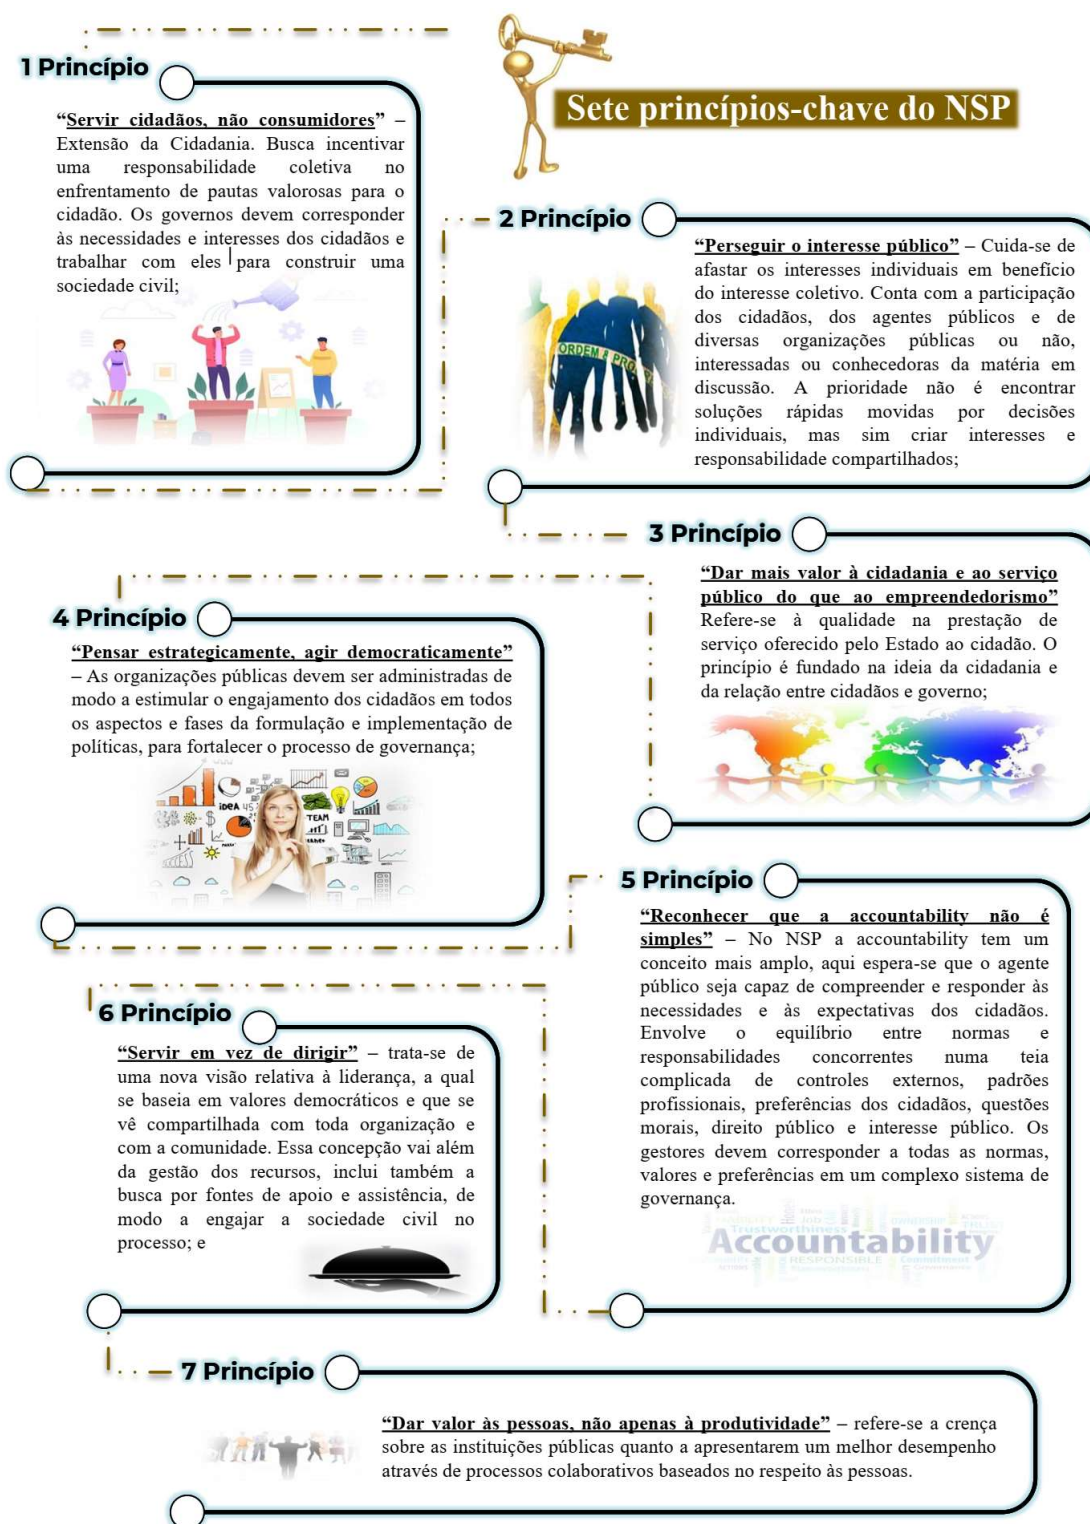 Sete princípios-chave do NSP
1 Princípio
“Servir cidadãos, não consumidores” –
Extensão da Cidadania. Busca incentivar
uma responsabilidade coletiva no
enfrentamento de pautas valorosas para o
cidadão. Os governos devem corresponder
às necessidades e interesses dos cidadãos e
trabalhar com eles para construir uma
sociedade civil;
2 Princípio
“Perseguir o interesse público” – Cuida-se de
afastar os interesses individuais em benefício
do interesse coletivo. Conta com a participação
dos cidadãos, dos agentes públicos e de
diversas organizações públicas ou não,
interessadas ou conhecedoras da matéria em
discussão. A prioridade não é encontrar
soluções rápidas movidas por decisões
individuais, mas sim criar interesses e
responsabilidade compartilhados;
ORDEM
3 Princípio
“Dar mais valor à cidadania e ao serviço
público do que ao empreendedorismo”
Refere-se à qualidade na prestação de
serviço oferecido pelo Estado ao cidadão. O
princípio é fundado na ideia da cidadania e
da relação entre cidadãos e governo;
4 Princípio
“Pensar estrategicamente, agir democraticamente”
– As organizações públicas devem ser administradas de
modo a estimular o engajamento dos cidadãos em todos
os aspectos e fases da formulação e implementação de
políticas, para fortalecer o processo de governança;
IDEA
TEAM
5 Princípio
“Reconhecer que a accountability não é
simples” – No NSP a accountability tem um
conceito mais amplo, aqui espera-se que o agente
público seja capaz de compreender e responder às
necessidades e às expectativas dos cidadãos.
Envolve o equilíbrio entre normas e
responsabilidades concorrentes numa teia
complicada de controles externos, padrões
profissionais, preferências dos cidadãos, questões
morais, direito público e interesse público. Os
gestores devem corresponder a todas as normas,
valores e preferências em um complexo sistema de
governança.
Trustworthiness
Accountability
RESPONSIBLE
6 Princípio
“Servir em vez de dirigir” – trata-se de
uma nova visão relativa à liderança, a qual
se baseia em valores democráticos e que se
vê compartilhada com toda organização e
com a comunidade. Essa concepção vai além
da gestão dos recursos, inclui também a
busca por fontes de apoio e assistência, de
modo a engajar a sociedade civil no
processo; e
7 Princípio
“Dar valor às pessoas, não apenas à produtividade” – refere-se a crença
sobre as instituições públicas quanto a apresentarem um melhor desempenho
através de processos colaborativos baseados no respeito às pessoas.